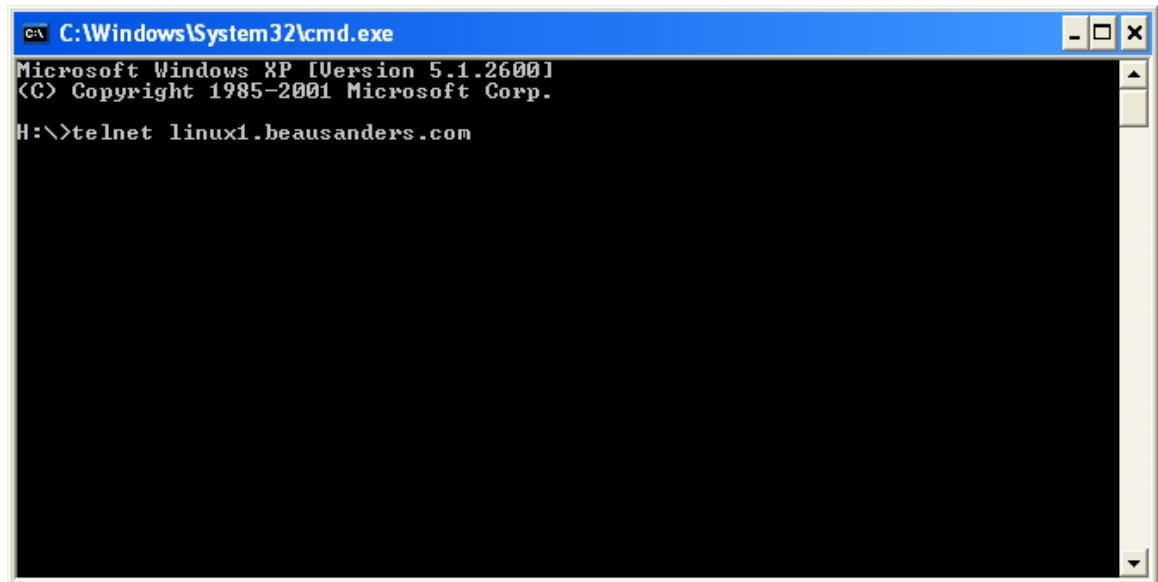 C:\Windows\System32\cmd.exe
Microsoft Windows XP [Version 5.1.2600]
(C) Copyright 1985-2001 Microsoft Corp.
H:\>telnet linux1.beausanders.com